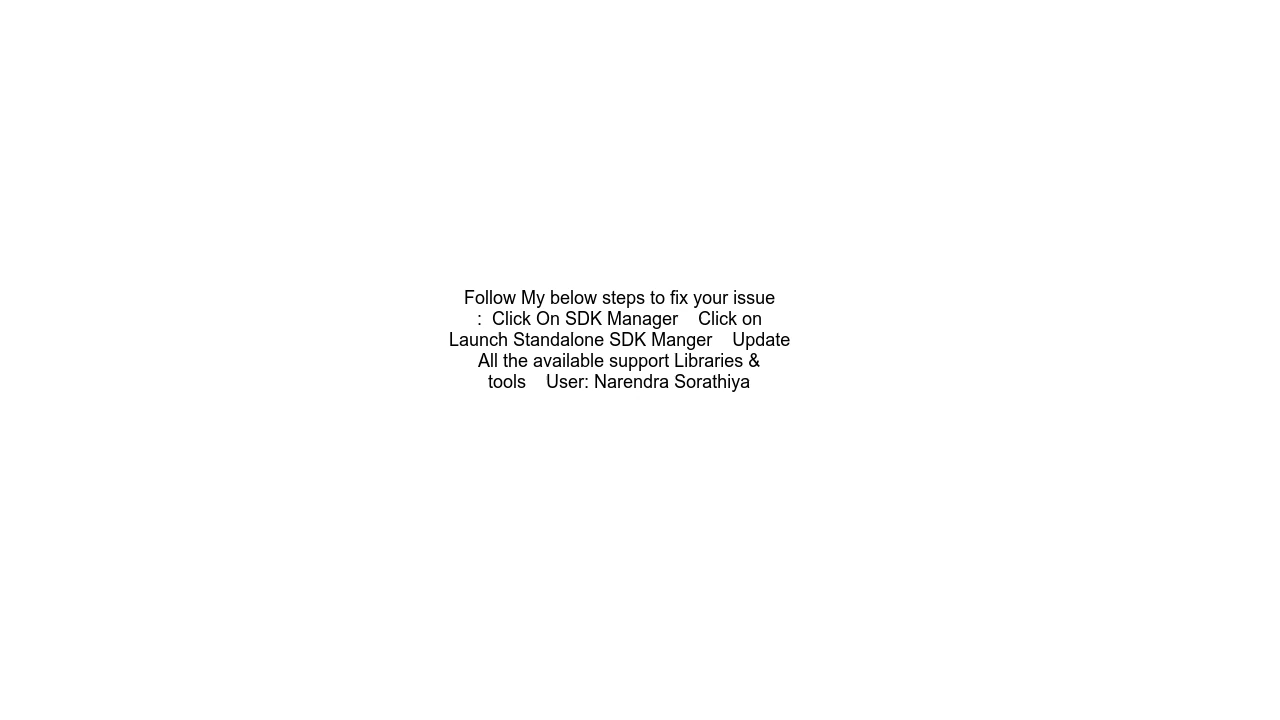 Follow My below steps to fix your issue
:  Click On SDK Manager    Click on
Launch Standalone SDK Manger    Update
All the available support Libraries &
tools    User: Narendra Sorathiya